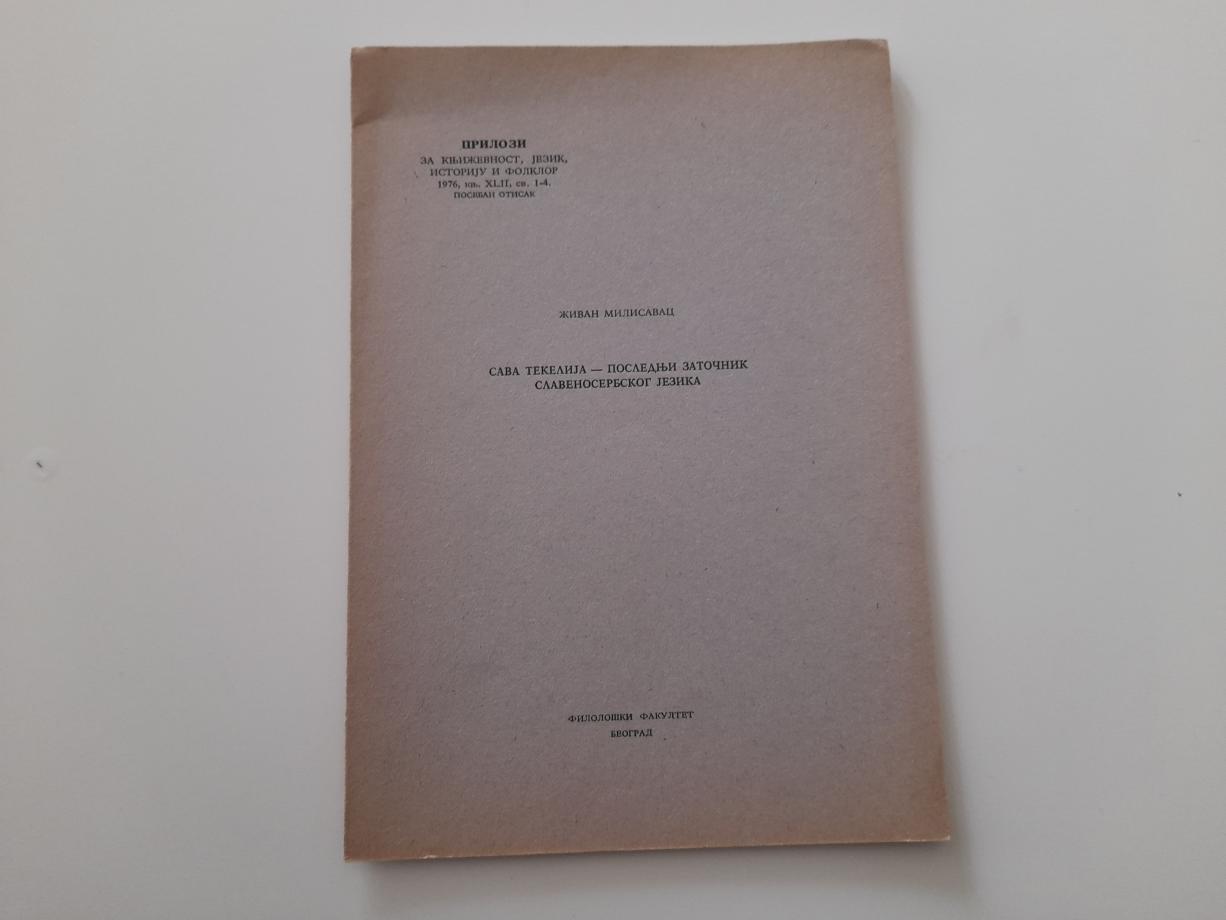 ПРИЛОЗИ
ЗА КЊИЖЕВНОСТ, ЈЕЗИК,
ИСТОРИЈУ И ФОЛКЛОР
1976, књ. XLII, св. 1-4.
ПОСЕБАН ОТИСАК
ЖИВАН МИЛИСАВАЦ
САВА ТЕКЕЛИЈА — ПОСЛЕДЊИ ЗАТОЧНИК
СЛАВЕНОСЕРБСКОГ ЈЕЗИКА
ФИЛОЛОШКИ ФАКУЛТЕТ
БЕОГРАД